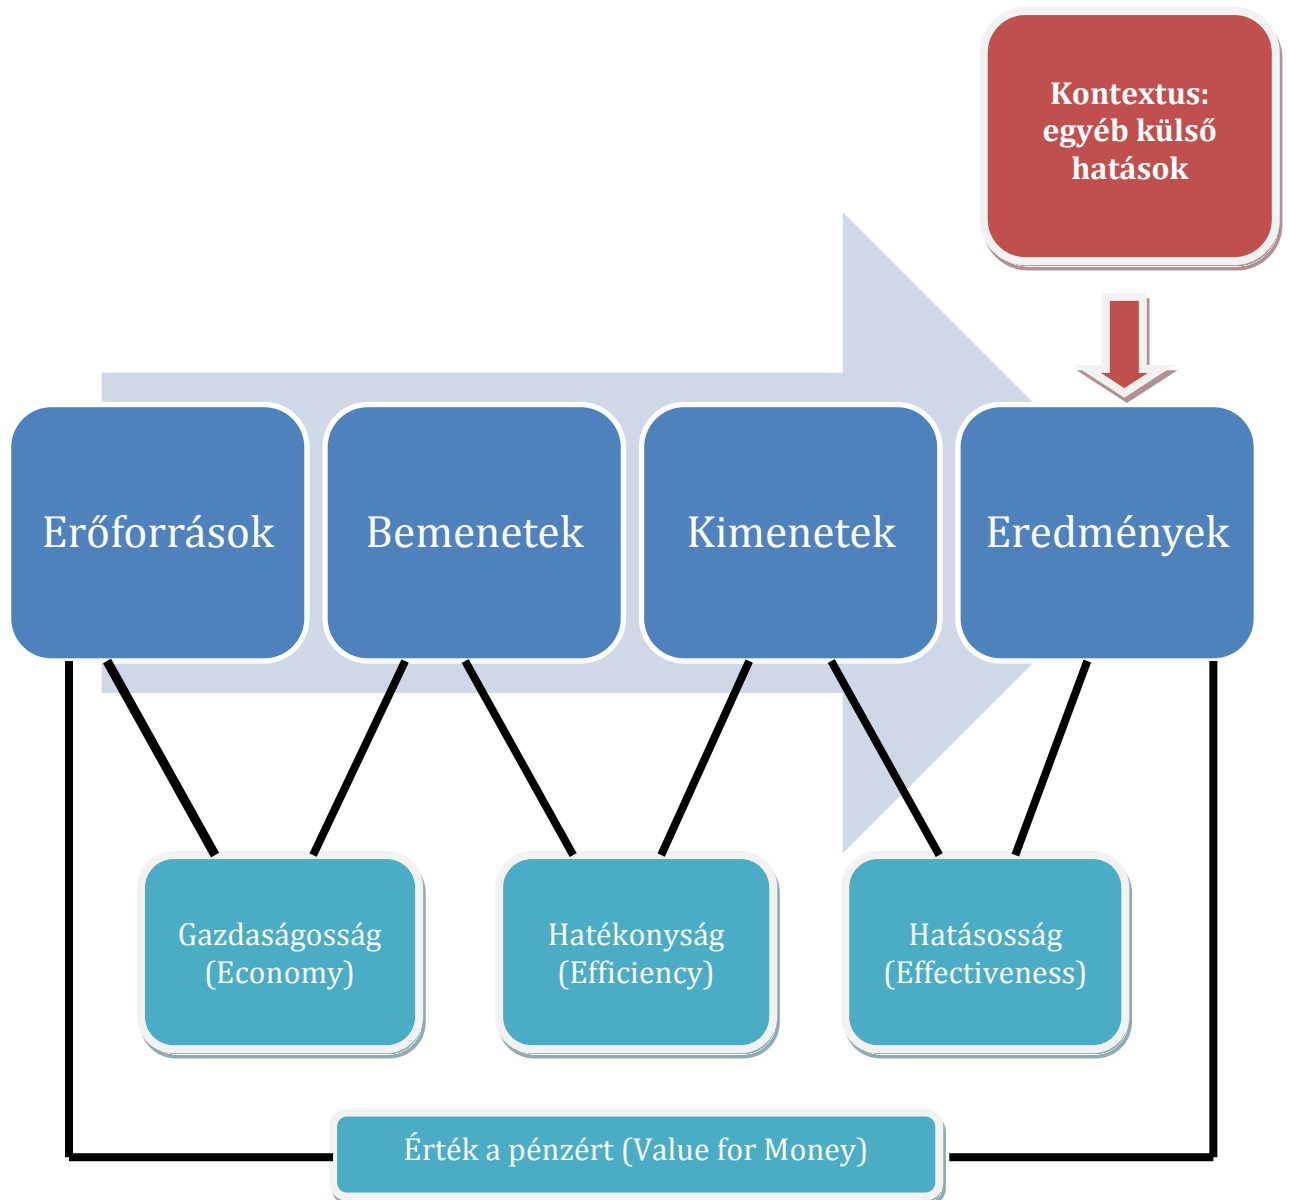 Kontextus:
egyéb külső
hatások
Erőforrások
Bemenetek
Kimenetek
Eredmények
Gazdaságosság
(Economy)
Hatékonyság
(Efficiency)
Hatásosság
(Effectiveness)
Érték a pénzért (Value for Money)